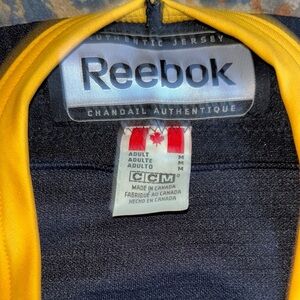 AUTHENTIC JERSEY
Reebok
CHANDAIL AUTHENTIQUE
ADULT M
ADULTE M
ADULTO M
CCM
MADE IN CANADA
FABRIQUÉ AU CANADA
HECHO EN CANADA